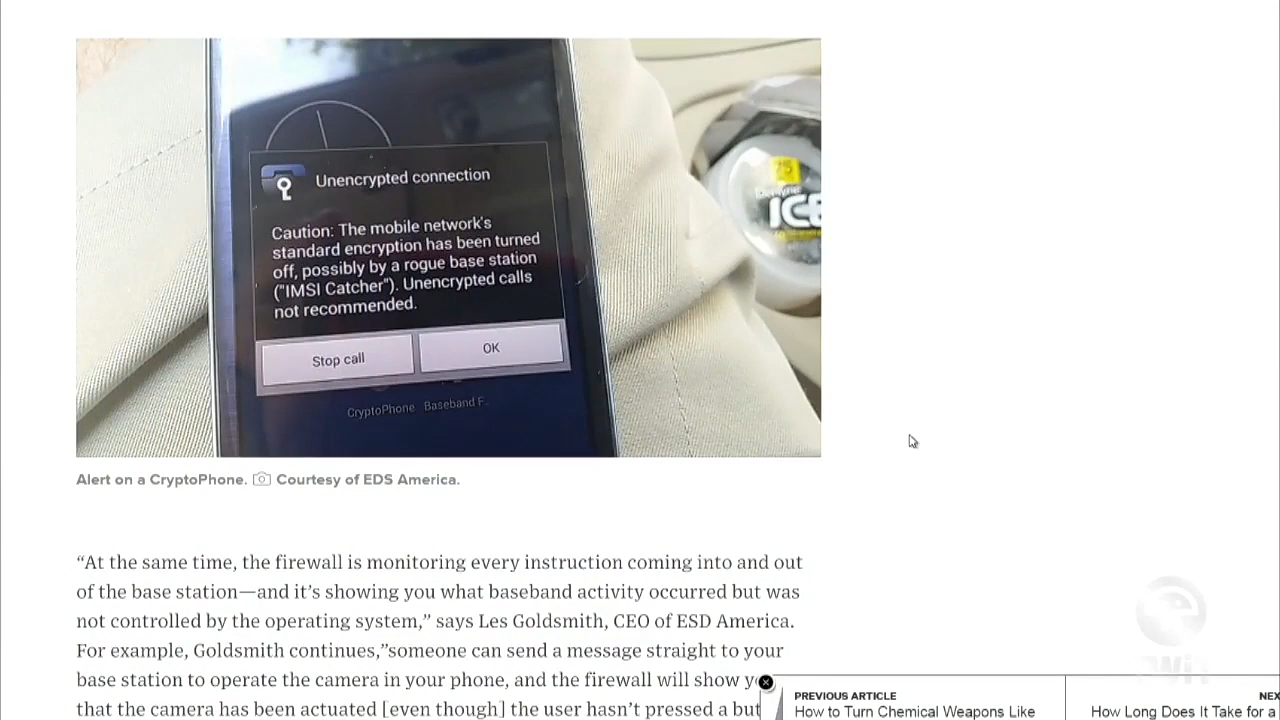 Unencrypted connection
Caution: The mobile network's
standard encryption has been turned
off, possibly by a rogue base station
("IMSI Catcher"). Unencrypted calls
not recommended.
Stop call
OK
CryptoPhone Baseband F
ICE
Alert on a CryptoPhone. Courtesy of EDS America.
“At the same time, the firewall is monitoring every instruction coming into and out
of the base station—and it’s showing you what baseband activity occurred but was
not controlled by the operating system,” says Les Goldsmith, CEO of ESD America.
For example, Goldsmith continues,”someone can send a message straight to your
base station to operate the camera in your phone, and the firewall will show y
that the camera has been actuated [even though] the user hasn’t pressed a but
PREVIOUS ARTICLE
How to Turn Chemical Weapons Like
NEX
How Long Does It Take for a